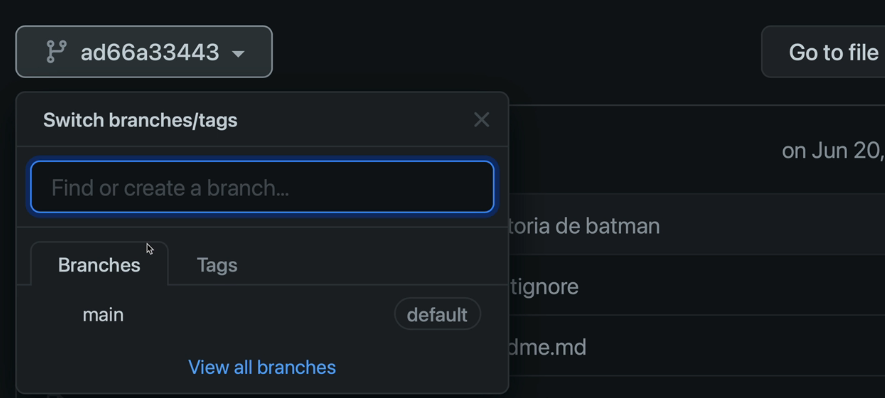 ad66a33443
Go to file
Switch branches/tags
on Jun 20,
Find or create a branch...
toria de batman
Branches
Tags
tignore
main
default
dme.md
View all branches